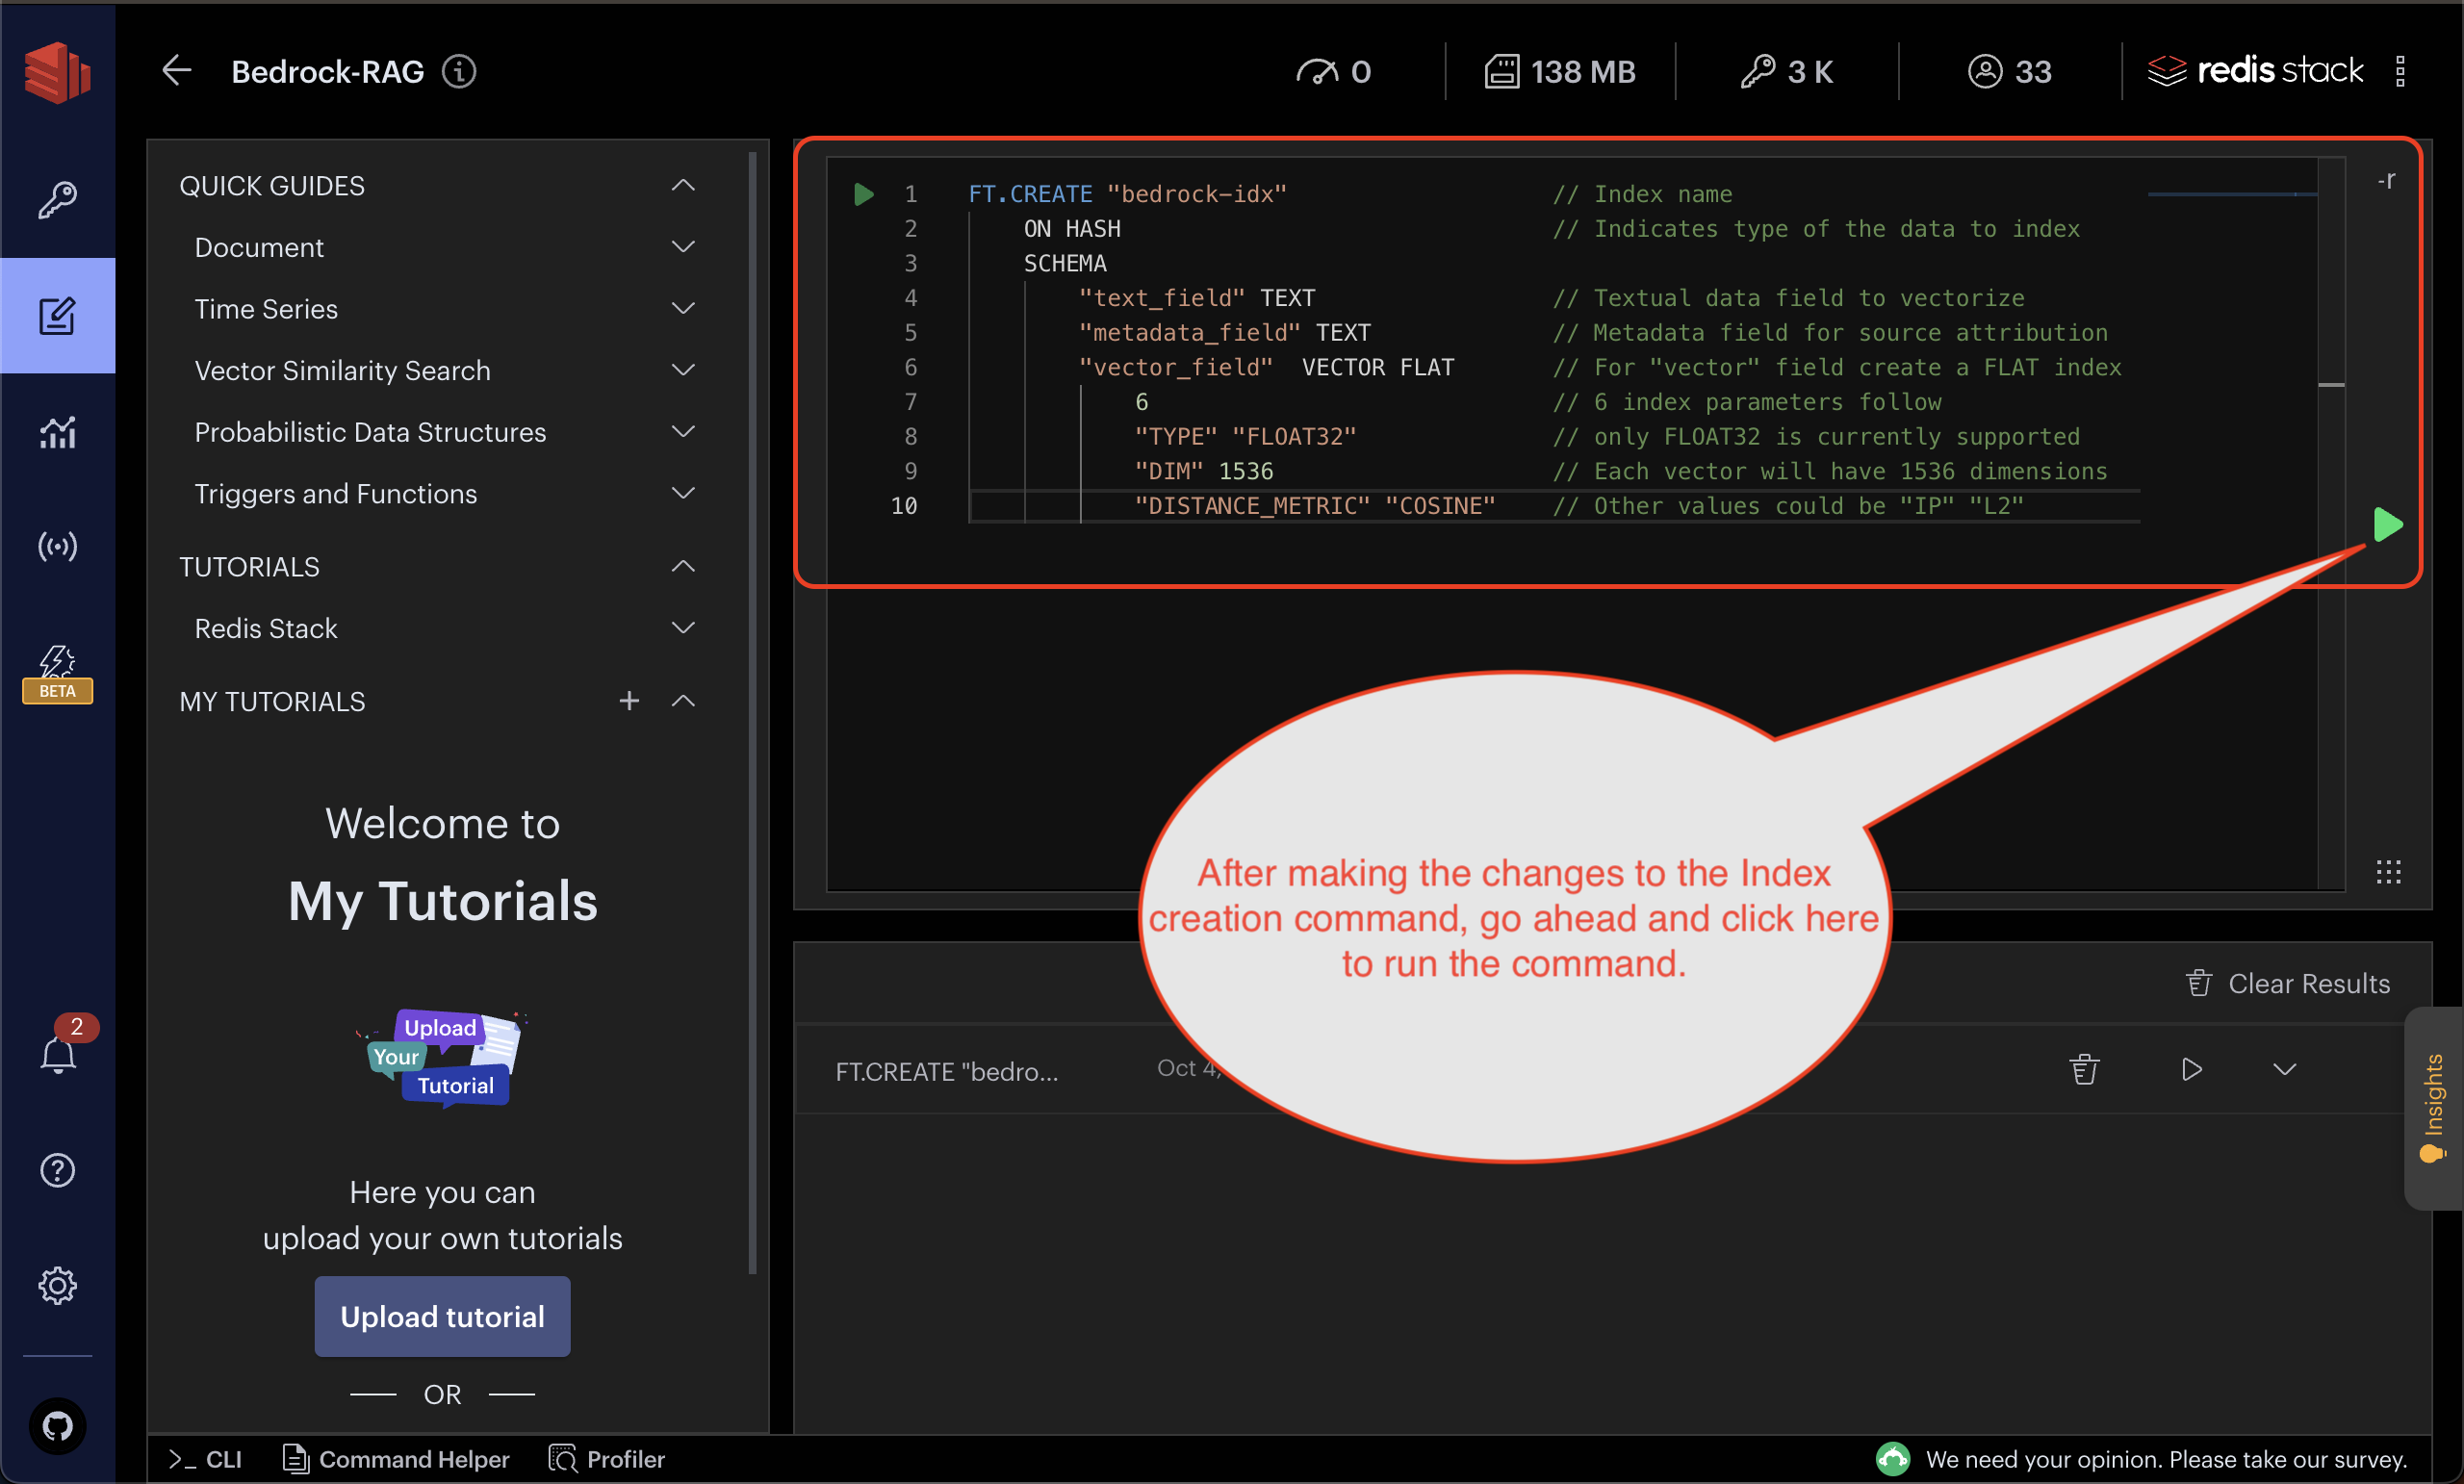 Bedrock-RAG
0
138 MB
3 K
33
redis stack
BETA
2
QUICK GUIDES
Document
Time Series
Vector Similarity Search
Probabilistic Data Structures
Triggers and Functions
TUTORIALS
Redis Stack
MY TUTORIALS
Welcome to
My Tutorials
Upload
Your
Tutorial
Here you can
upload your own tutorials
Upload tutorial
OR
-r
1 FT.CREATE "bedrock-idx" // Index name
2 ON HASH // Indicates type of the data to index
3 SCHEMA
4 "text_field" TEXT // Textual data field to vectorize
5 "metadata_field" TEXT // Metadata field for source attribution
6 "vector_field" VECTOR FLAT // For "vector" field create a FLAT index
7 6 // 6 index parameters follow
8 "TYPE" "FLOAT32" // only FLOAT32 is currently supported
9 "DIM" 1536 // Each vector will have 1536 dimensions
10 "DISTANCE_METRIC" "COSINE" // Other values could be "IP" "L2"
After making the changes to the Index
creation command, go ahead and click here
to run the command.
Clear Results
FT.CREATE "bedro...
Oct 4,
Insights
>_ CLI
Command Helper
Profiler
We need your opinion. Please take our survey.